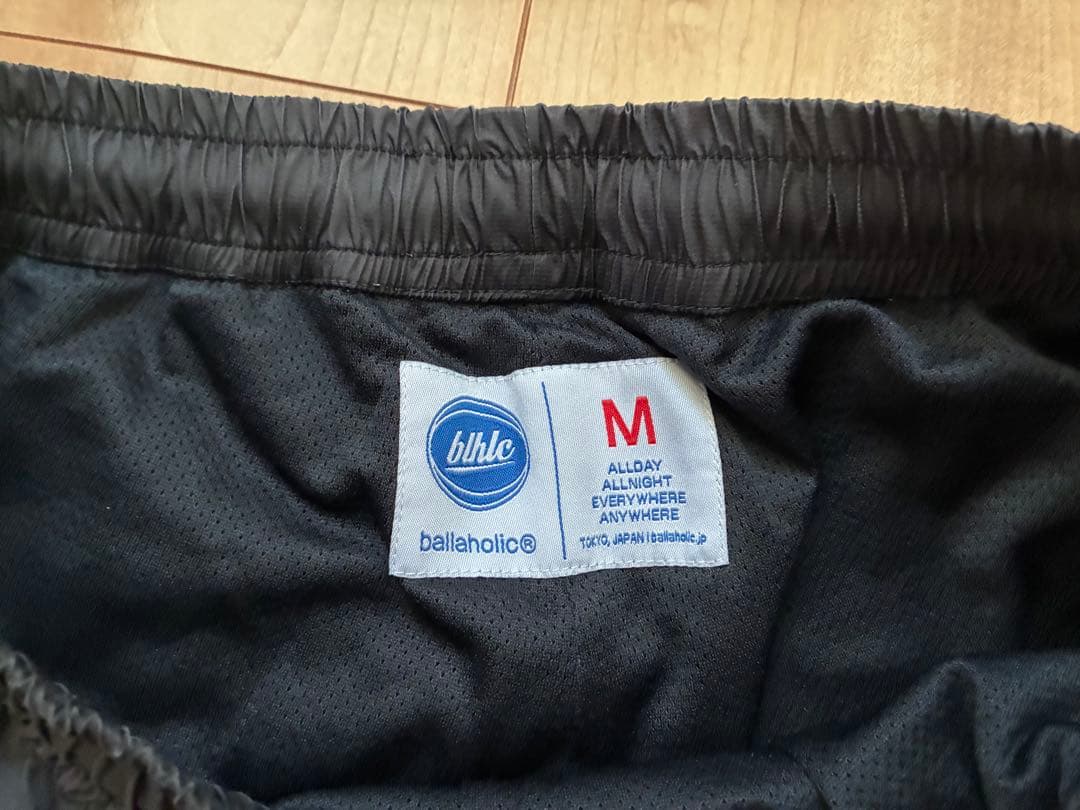 blhlc
ballaholic®
M
ALLDAY
ALLNIGHT
EVERYWHERE
ANYWHERE
TOKYO, JAPAN | ballaholic.jp